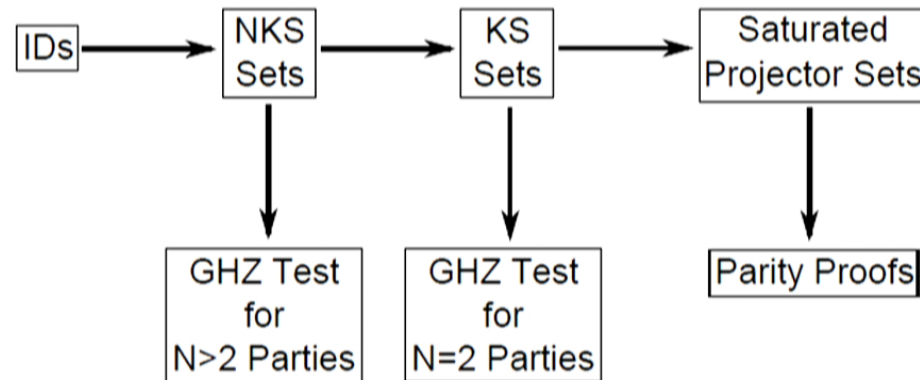 IDs
NKS
Sets
KS
Sets
Saturated
Projector Sets
GHZ Test
for
N>2 Parties
GHZ Test
for
N=2 Parties
Parity Proofs